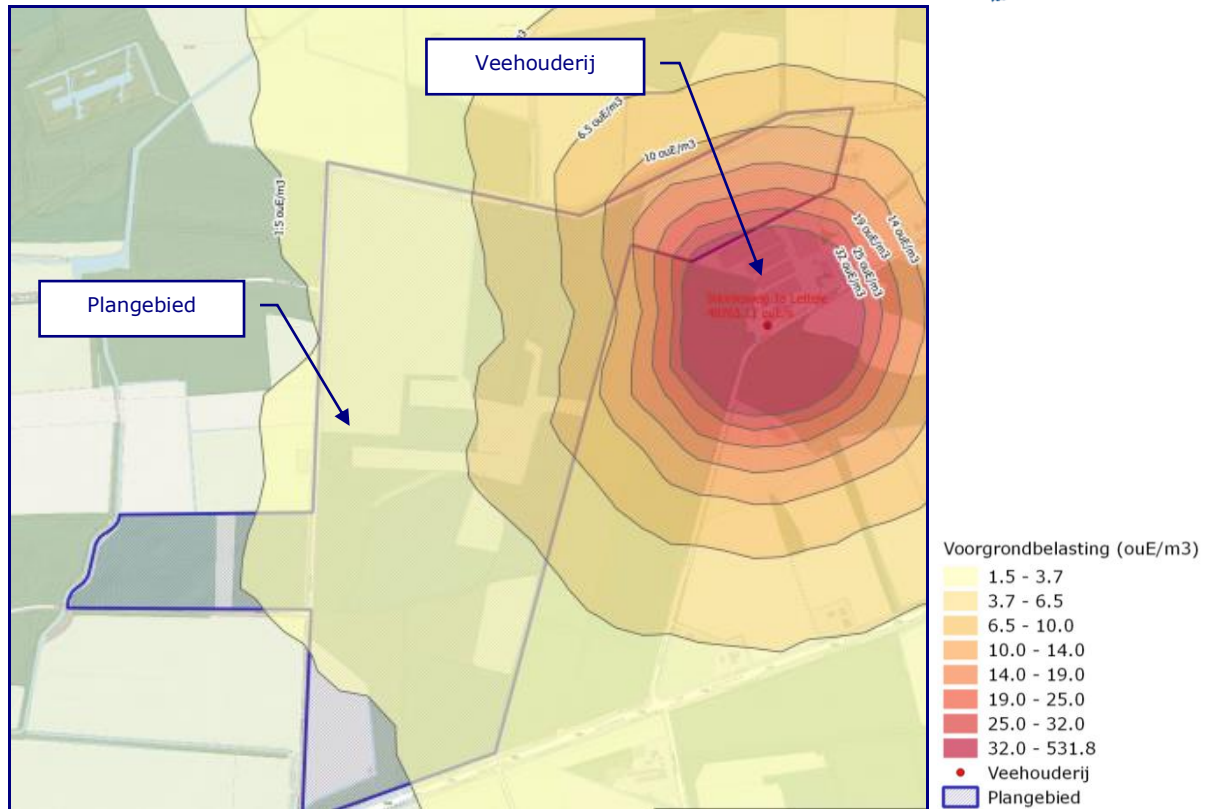 Veehouderij
Plangebied
6.5 ouE/m3
10 ouE/m3
1.5 ouE/m3
14 ouE/m3
19 ouE/m3
25 ouE/m3
32 ouE/m3
Voorgrondbelasting (ouE/m3)
1.5 - 3.7
3.7 - 6.5
6.5 - 10.0
10.0 - 14.0
14.0 - 19.0
19.0 - 25.0
25.0 - 32.0
32.0 - 531.8
Veehouderij
Plangebied